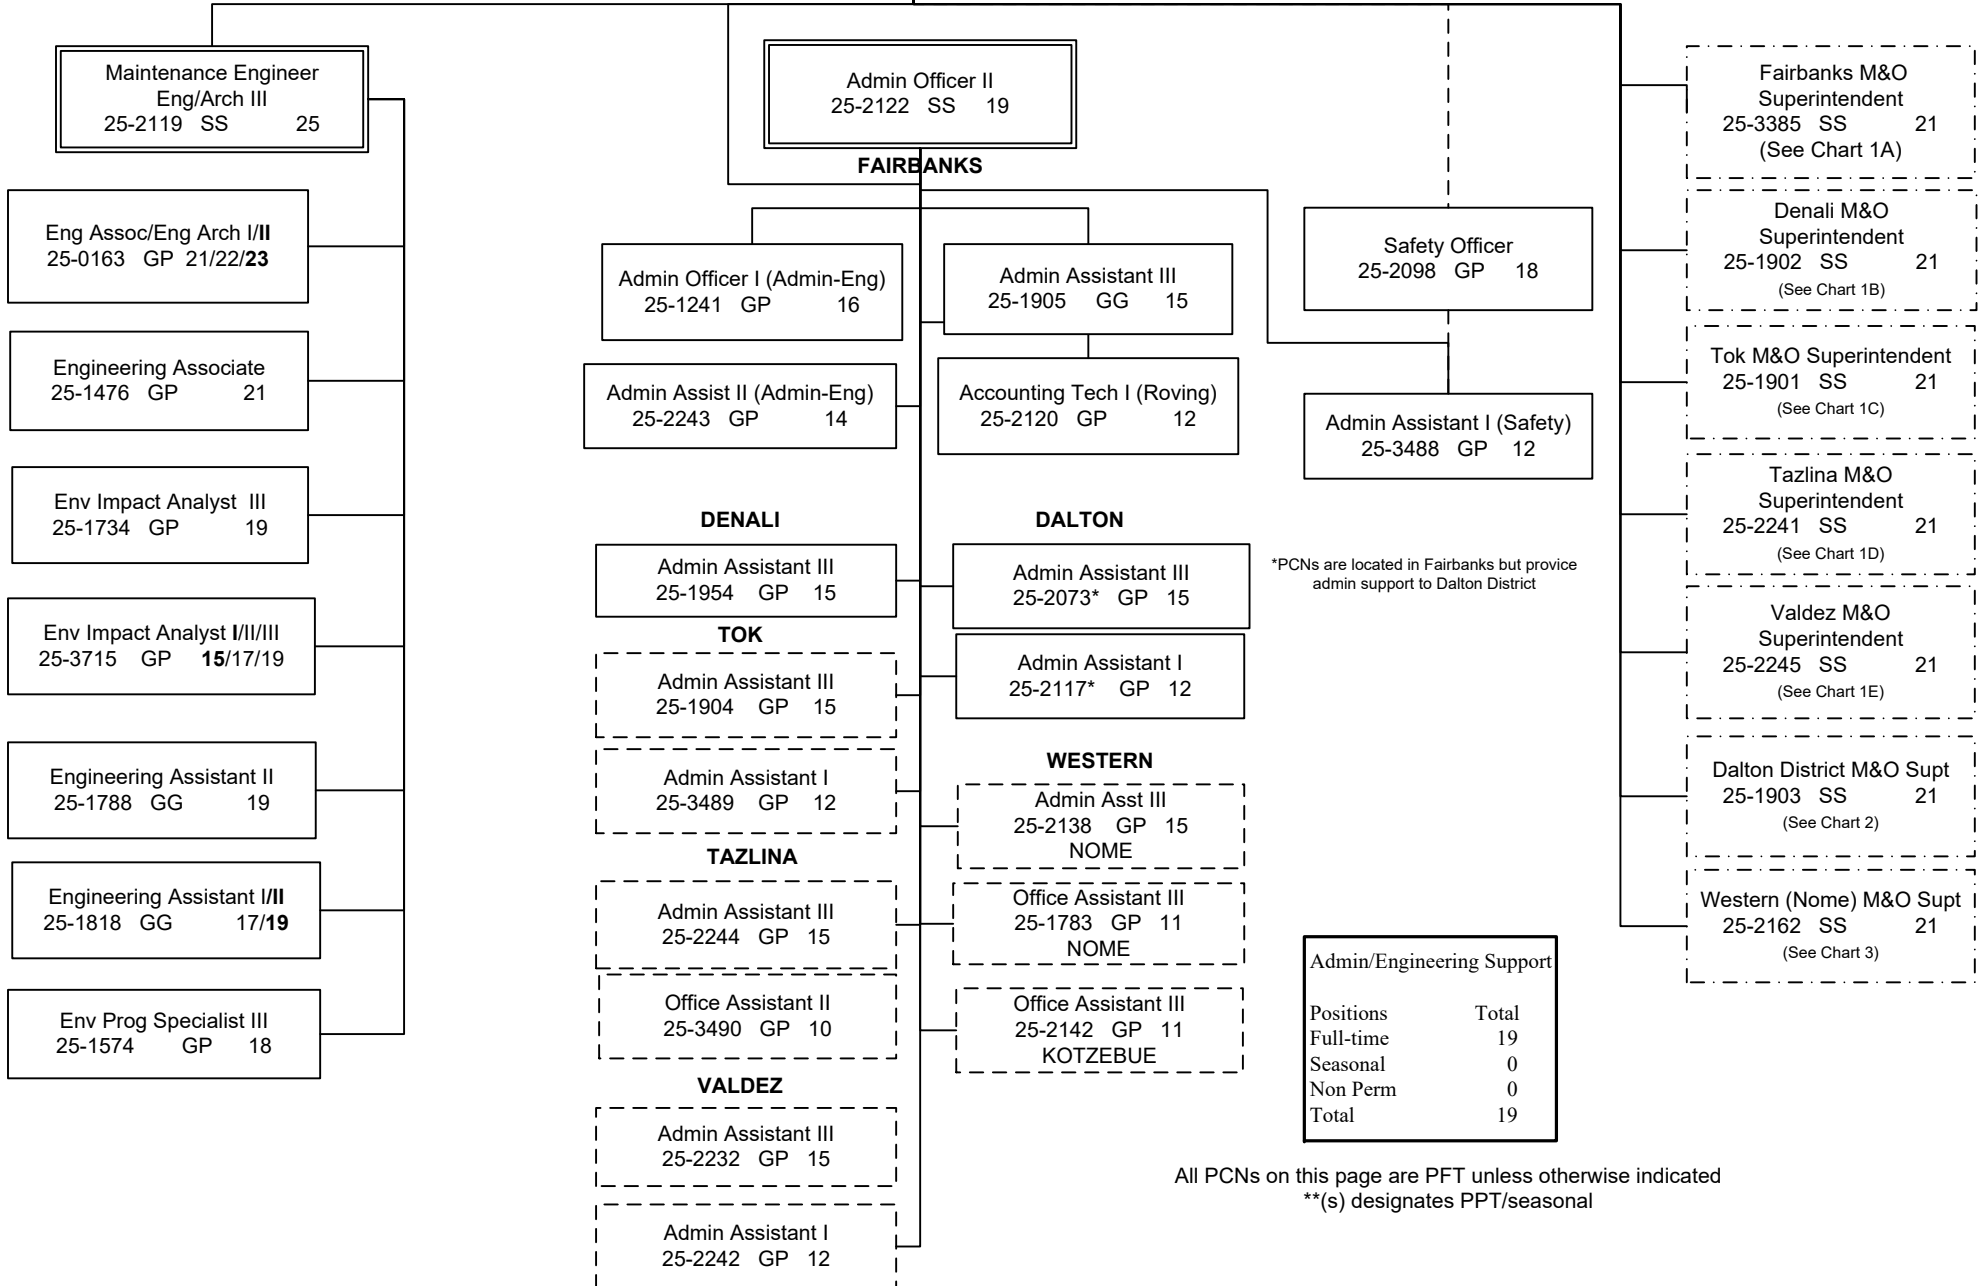 Maintenance Engineer
Eng/Arch III
25-2119 SS 25
Eng Assoc/Eng Arch I/II
25-0163 GP 21/22/23
Engineering Associate
25-1476 GP 21
Env Impact Analyst III
25-1734 GP 19
Env Impact Analyst I/II/III
25-3715 GP 15/17/19
Engineering Assistant II
25-1788 GG 19
Engineering Assistant I/II
25-1818 GG 17/19
Env Prog Specialist III
25-1574 GP 18
Admin Officer II
25-2122 SS 19
FAIRBANKS
Admin Officer I (Admin-Eng)
25-1241 GP 16
Admin Assistant III
25-1905 GG 15
Admin Assist II (Admin-Eng)
25-2243 GP 14
Accounting Tech I (Roving)
25-2120 GP 12
DENALI
Admin Assistant III
25-1954 GP 15
TOK
Admin Assistant III
25-1904 GP 15
Admin Assistant I
25-3489 GP 12
TAZLINA
Admin Assistant III
25-2244 GP 15
Office Assistant II
25-3490 GP 10
VALDEZ
Admin Assistant III
25-2232 GP 15
Admin Assistant I
25-2242 GP 12
DALTON
Admin Assistant III
25-2073* GP 15
Admin Assistant I
25-2117* GP 12
WESTERN
Admin Asst III
25-2138 GP 15
NOME
Office Assistant III
25-1783 GP 11
NOME
Office Assistant III
25-2142 GP 11
KOTZEBUE
Safety Officer
25-2098 GP 18
Admin Assistant I (Safety)
25-3488 GP 12
*PCNs are located in Fairbanks but provice
admin support to Dalton District
Admin/Engineering Support
Positions Total
Full-time 19
Seasonal 0
Non Perm 0
Total 19
All PCNs on this page are PFT unless otherwise indicated
**(s) designates PPT/seasonal
Fairbanks M&O
Superintendent
25-3385 SS 21
(See Chart 1A)
Denali M&O
Superintendent
25-1902 SS 21
(See Chart 1B)
Tok M&O Superintendent
25-1901 SS 21
(See Chart 1C)
Tazlina M&O
Superintendent
25-2241 SS 21
(See Chart 1D)
Valdez M&O
Superintendent
25-2245 SS 21
(See Chart 1E)
Dalton District M&O Supt
25-1903 SS 21
(See Chart 2)
Western (Nome) M&O Supt
25-2162 SS 21
(See Chart 3)